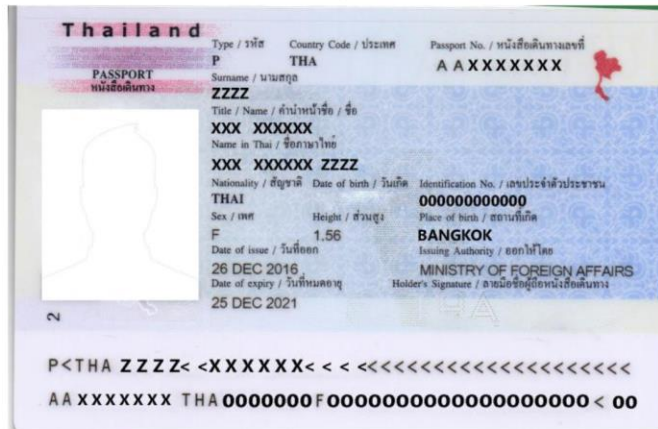 Thailand
PASSPORT
หนังสือเดินทาง
Type / รหัส Country Code / ประเทศ Passport No. / หนังสือเดินทางเลขที่
P THA A A X X X X X X X
Surname / นามสกุล
ZZZZ
Title / Name / คำนำหน้าชื่อ / ชื่อ
XXX XXXXXX
Name in Thai / ชื่อภาษาไทย
XXX XXXXXX ZZZZ
Nationality / สัญชาติ Date of birth / วันเกิด Identification No. / เลขประจำตัวประชาชน
THAI 000000000000
Sex / เพศ Height / ส่วนสูง Place of birth / สถานที่เกิด
F 1.56 BANGKOK
Date of issue / วันที่ออก Issuing Authority / ออกให้โดย
26 DEC 2016 MINISTRY OF FOREIGN AFFAIRS
Date of expiry / วันที่หมดอายุ Holder's Signature / ลายมือชื่อผู้ถือหนังสือเดินทาง
25 DEC 2021
THA
2
P<THA ZZZZ< <XXXXXX< < < <<<<<<<<<<<<<<<<<<<<<
AA XXXXXXX THA0000000F0000000000000000000<00